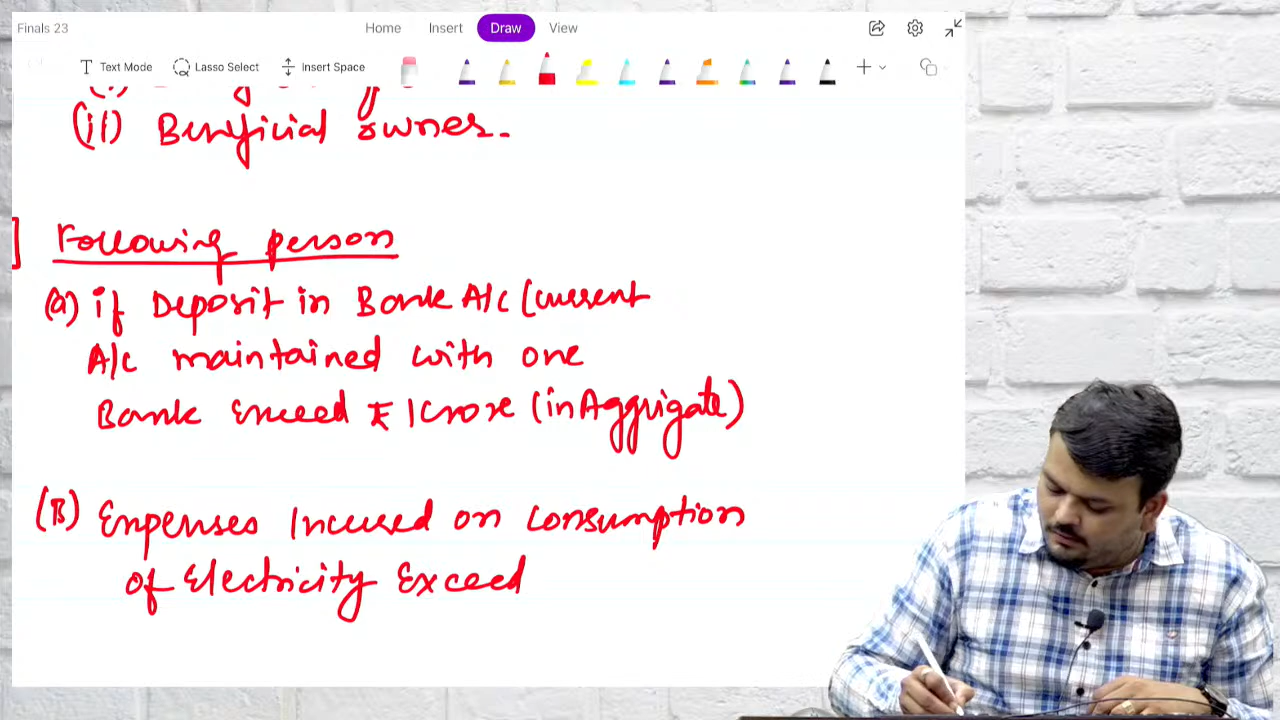 Finals 23
Home Insert Draw View
Text Mode Lasso Select Insert Space
(ii) Beneficial owner.
] Following person
(a) if Deposit in Bank A/c (current
A/c maintained with one
Bank Exceed ₹ 1 Crore (in Aggrigate)
(B) Expenses Incured on consumption
of Electricity Exceed